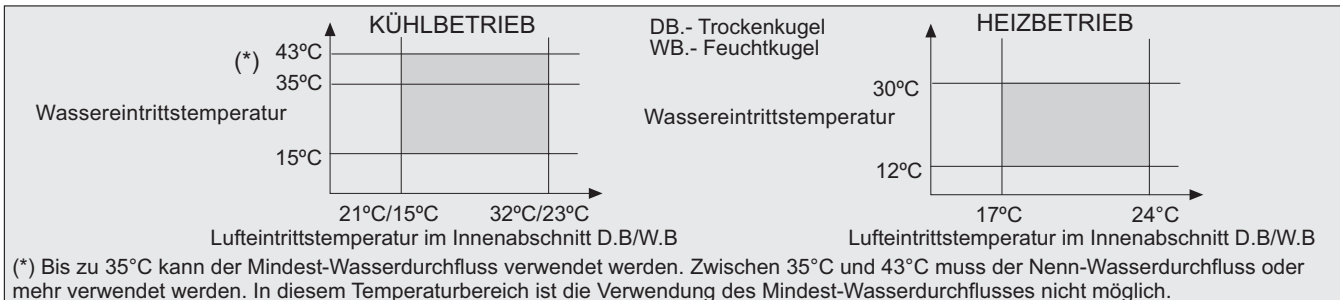 KÜHLBETRIEB
(*)
43ºC
35ºC
Wassereintrittstemperatur
15ºC
21ºC/15ºC 32ºC/23ºC
Lufteintrittstemperatur im Innenabschnitt D.B/W.B
DB.- Trockenkugel
WB.- Feuchtkugel
HEIZBETRIEB
30ºC
Wassereintrittstemperatur
12ºC
17ºC 24°C
Lufteintrittstemperatur im Innenabschnitt D.B/W.B
(*) Bis zu 35°C kann der Mindest-Wasserdurchfluss verwendet werden. Zwischen 35°C und 43°C muss der Nenn-Wasserdurchfluss oder
mehr verwendet werden. In diesem Temperaturbereich ist die Verwendung des Mindest-Wasserdurchflusses nicht möglich.